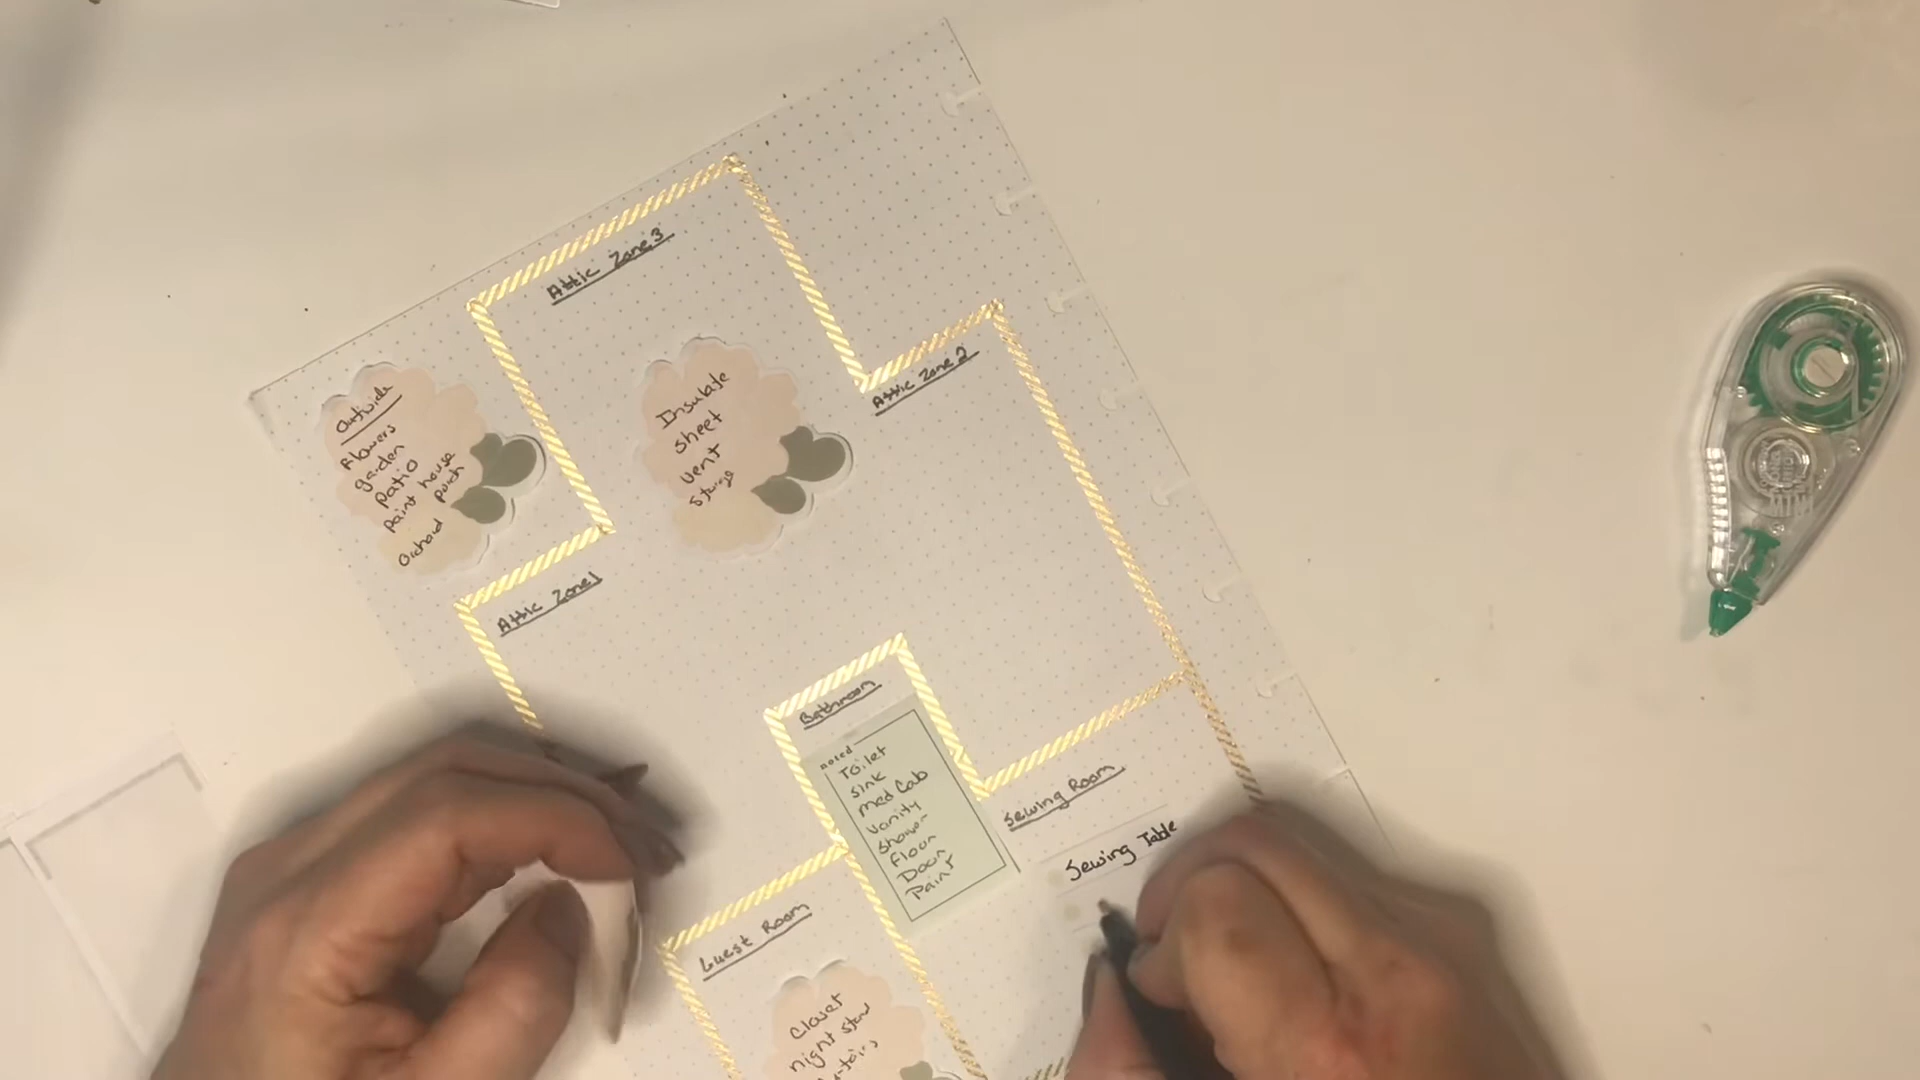 Attic Zone 3
Attic Zone 2
Outside
flowers
garden
Patio
Paint house
porch
Orchard
Insulate
sheet
vent
storage
Attic Zone 1
Bathroom
noted
Toilet
sink
med Cab
vanity
Shower
floor
Door
Paint
Sewing Room
Sewing Table
Guest Room
Closet
night stand